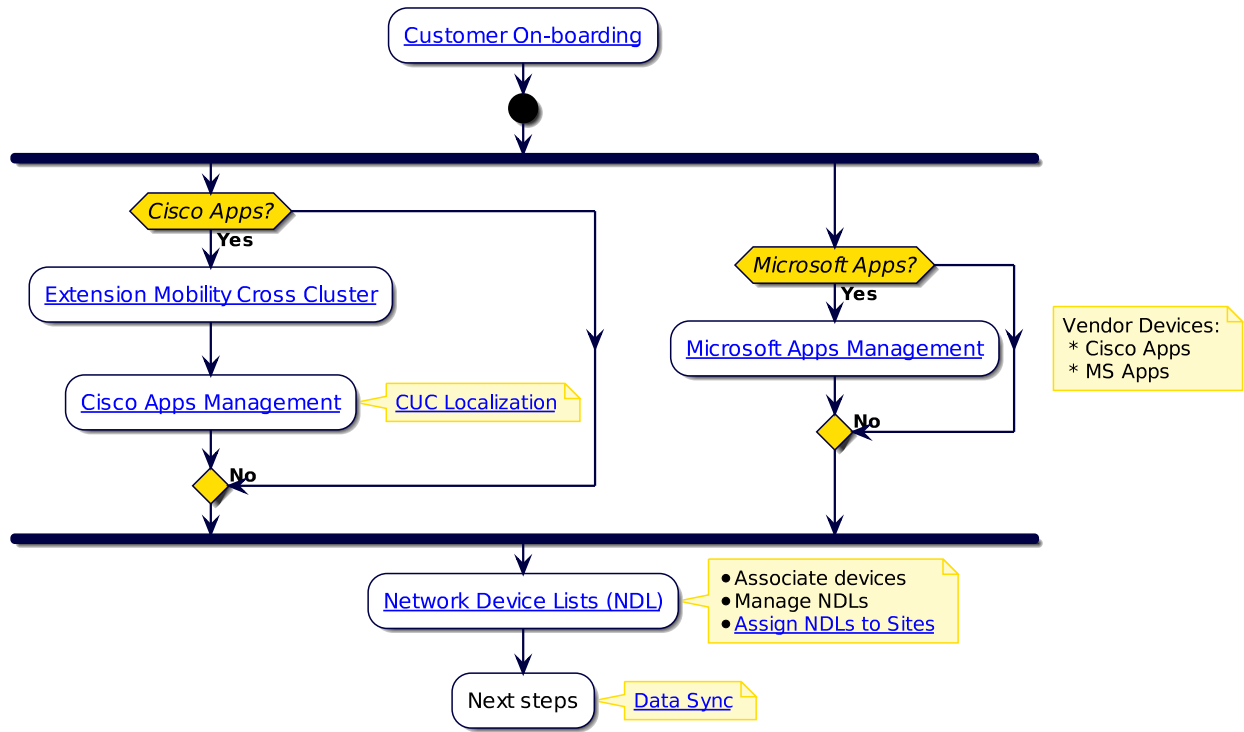 Customer On-boarding
Cisco Apps?
Yes
Extension Mobility Cross Cluster
Cisco Apps Management
CUC Localization
No
Microsoft Apps?
Yes
Microsoft Apps Management
No
Vendor Devices:
* Cisco Apps
* MS Apps
Network Device Lists (NDL)
• Associate devices
• Manage NDLs
• Assign NDLs to Sites
Next steps
Data Sync